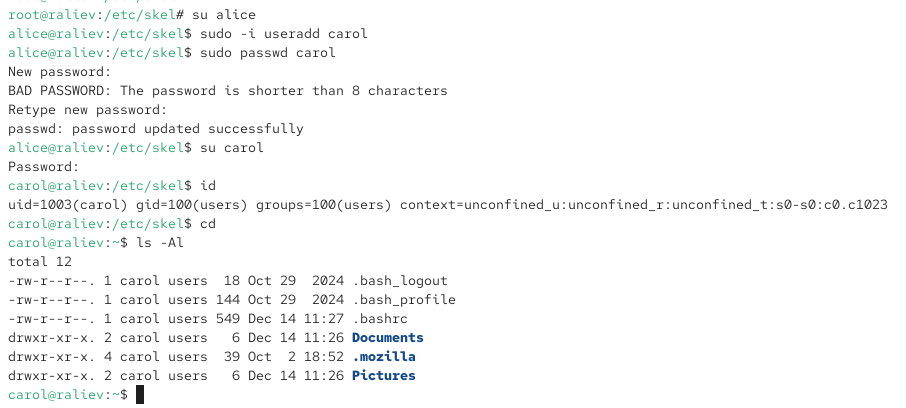 root@raliev:/etc/skel# su alice
alice@raliev:/etc/skel$ sudo -i useradd carol
alice@raliev:/etc/skel$ sudo passwd carol
New password:
BAD PASSWORD: The password is shorter than 8 characters
Retype new password:
passwd: password updated successfully
alice@raliev:/etc/skel$ su carol
Password:
carol@raliev:/etc/skel$ id
uid=1003(carol) gid=100(users) groups=100(users) context=unconfined_u:unconfined_r:unconfined_t:s0-s0:c0.c1023
carol@raliev:/etc/skel$ cd
carol@raliev:~$ ls -Al
total 12
-rw-r--r--. 1 carol users  18 Oct 29  2024 .bash_logout
-rw-r--r--. 1 carol users 144 Oct 29  2024 .bash_profile
-rw-r--r--. 1 carol users 549 Dec 14 11:27 .bashrc
drwxr-xr-x. 2 carol users   6 Dec 14 11:26 Documents
drwxr-xr-x. 4 carol users  39 Oct  2 18:52 .mozilla
drwxr-xr-x. 2 carol users   6 Dec 14 11:26 Pictures
carol@raliev:~$